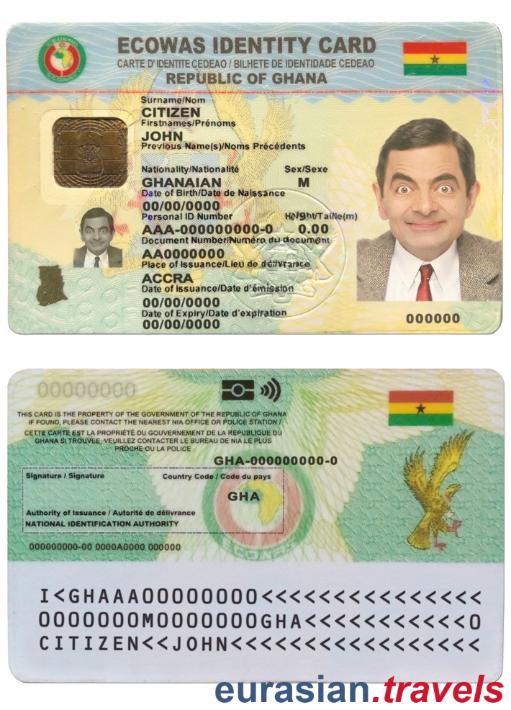 ECOWAS IDENTITY CARD
CARTE D'IDENTITE CEDEAO / BILHETE DE IDENTIDADE CEDEAO
REPUBLIC OF GHANA
Surname/Nom
CITIZEN
Firstnames/Prénoms
JOHN
Previous Name(s)/Noms Précédents
Nationality/Nationalité Sex/Sexe
GHANAIAN M
Date of Birth/Date de Naissance
00/00/0000
Personal ID Number Height/Taille(m)
AAA-000000000-0 0.00
Document Number/Numéro du document
AA0000000
Place of Issuance/Lieu de délivrance
ACCRA
Date of Issuance/Date d'émission
00/00/0000
Date of Expiry/Date d'expiration
00/00/0000
000000
00000000
THIS CARD IS THE PROPERTY OF THE GOVERNMENT OF THE REPUBLIC OF GHANA
IF FOUND, PLEASE CONTACT THE NEAREST NIA OFFICE OR POLICE STATION /
CETTE CARTE EST LA PROPRIÉTÉ DU GOUVERNEMENT DE LA REPUBLIQUE DU
GHANA SI TROUVEE, VEUILLEZ CONTACTER LE BUREAU DE NIA LE PLUS
PROCHE OU LA POLICE
GHA-000000000-0
Signature / Signature Country Code / Code du pays
GHA
Authority of Issuance / Autorité de délivrance
NATIONAL IDENTIFICATION AUTHORITY
000000000-00 0000A0000 000000
I<GHAAA0000000<<<<<<<<<<<<<<<<
0000000M0000000GHA<<<<<<<<<<<0
CITIZEN<<JOHN<<<<<<<<<<<<<<<<<
eurasian.travels